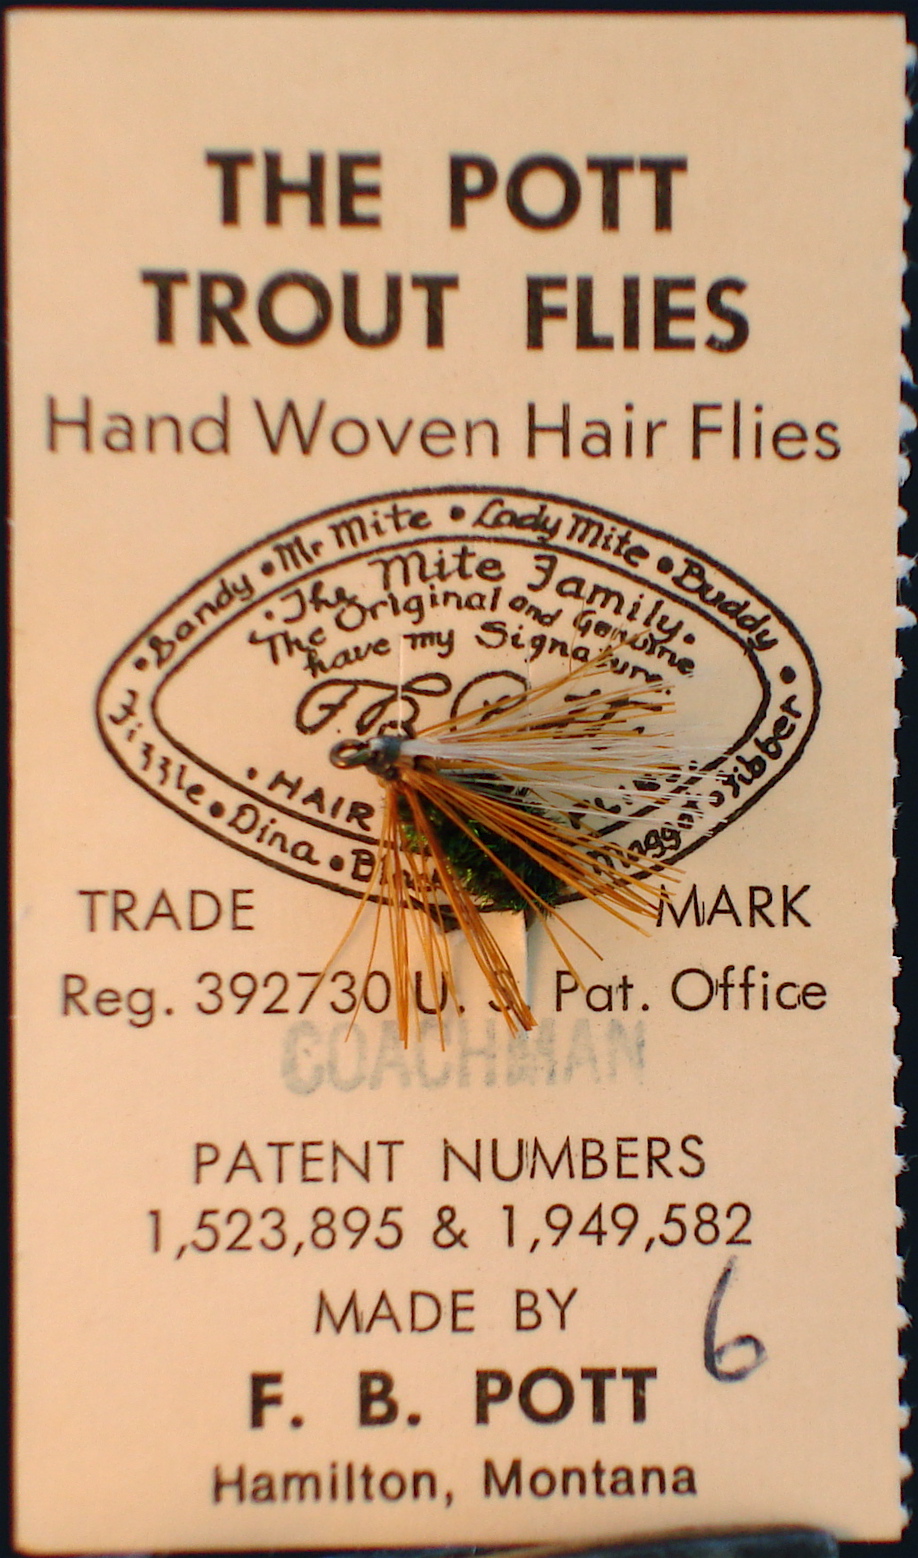 THE POTT
TROUT FLIES
Hand Woven Hair Flies
• Sandy • Mr Mite • Lady Mite • Buddy •
• The Mite Family •
The Original and Genuine
have my Signature.
• HAIR
Fizzle • Dina •
TRADE MARK
Reg. 392730 U. S. Pat. Office
COACHMAN
PATENT NUMBERS
1,523,895 & 1,949,582
MADE BY
6
F. B. POTT
Hamilton, Montana